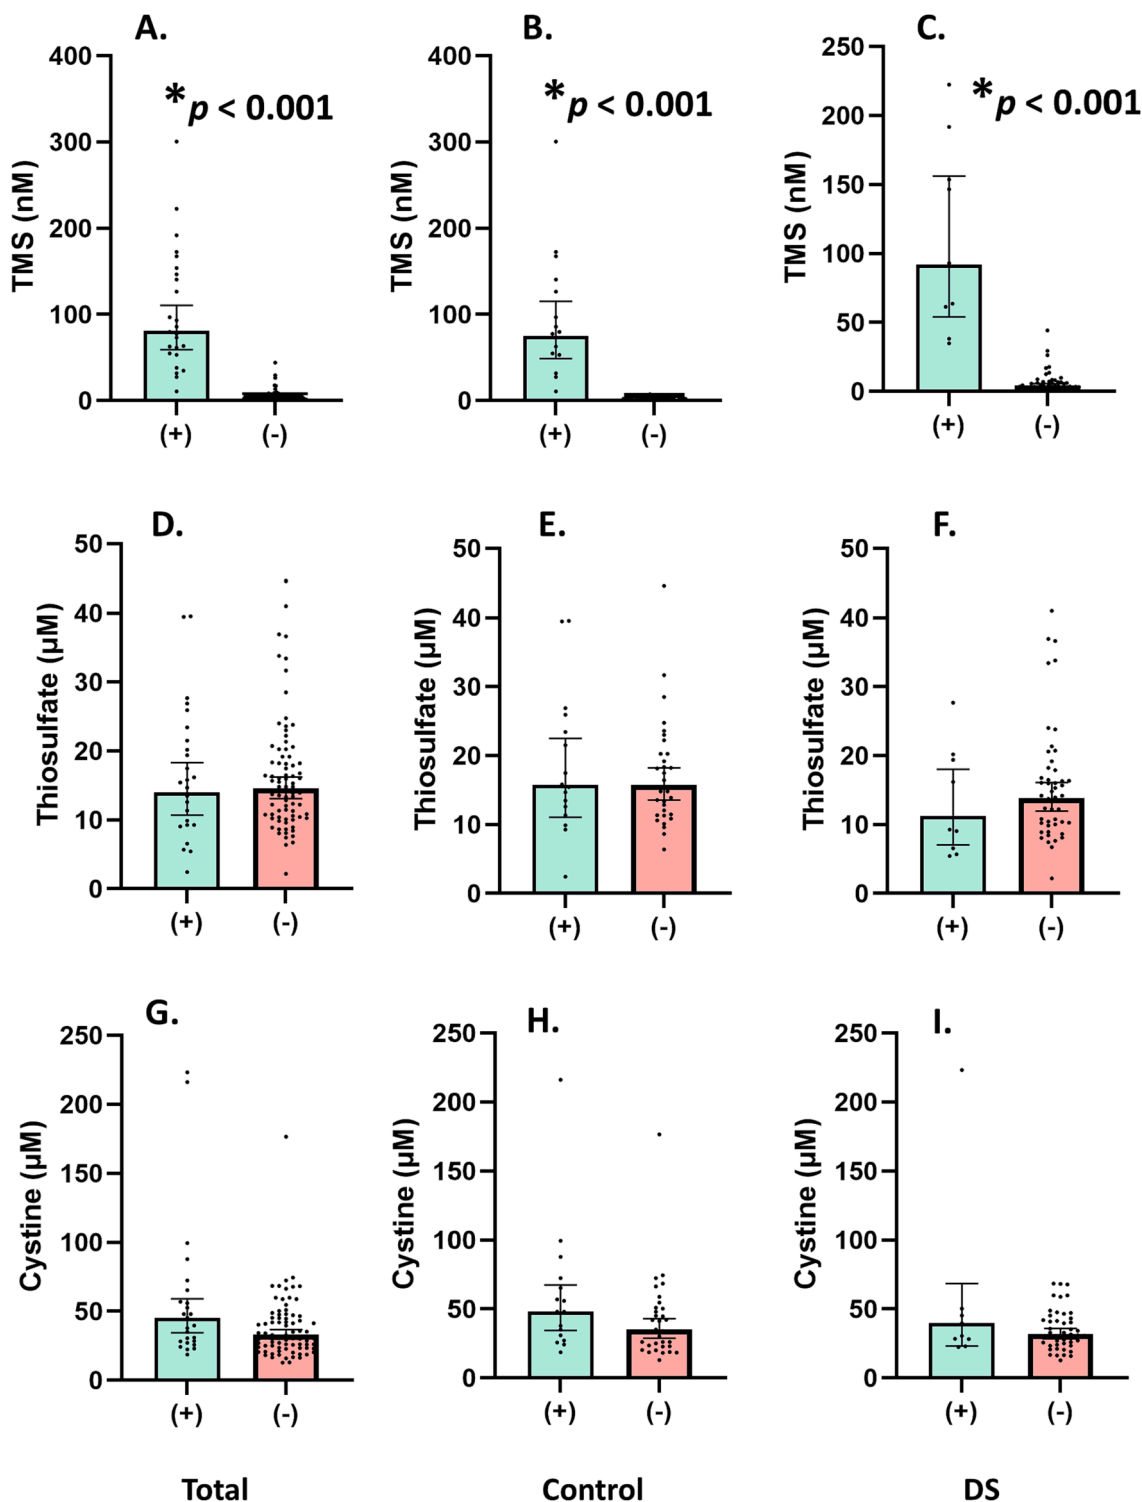 A.
TMS (nM)
400
300
200
100
0
* p < 0.001
(+) (-)
B.
TMS (nM)
400
300
200
100
0
* p < 0.001
(+) (-)
C.
TMS (nM)
250
200
150
100
50
0
* p < 0.001
(+) (-)
D.
Thiosulfate (µM)
50
40
30
20
10
0
(+) (-)
E.
Thiosulfate (µM)
50
40
30
20
10
0
(+) (-)
F.
Thiosulfate (µM)
50
40
30
20
10
0
(+) (-)
G.
Cystine (µM)
250
200
150
100
50
0
(+) (-)
H.
Cystine (µM)
250
200
150
100
50
0
(+) (-)
I.
Cystine (µM)
250
200
150
100
50
0
(+) (-)
Total Control DS